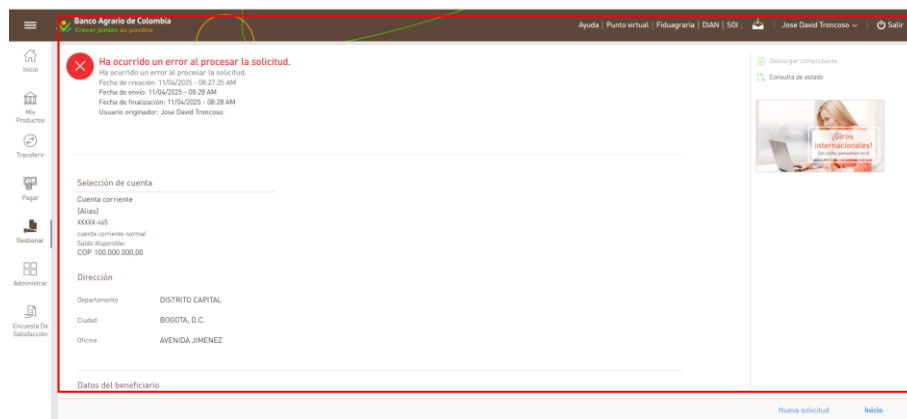 Banco Agrario de Colombia
Crecer juntos es posible
Ayuda | Punto virtual | Fiduagraria | DIAN | SOI | Jose David Troncoso | Salir
Inicio
Mis
Productos
Transferir
Pagar
Gestionar
Administrar
Encuesta De
Satisfacción
Ha ocurrido un error al procesar la solicitud.
Ha ocurrido un error al procesar la solicitud.
Fecha de creación: 11/04/2025 - 08:27:25 AM
Fecha de envío: 11/04/2025 - 08:28 AM
Fecha de finalización: 11/04/2025 - 08:28 AM
Usuario originador: Jose David Troncoso.
Selección de cuenta
Cuenta corriente
(Alias)
XXXXX-465
cuenta corriente normal
Saldo disponible:
COP 100.000.000,00
Dirección
Departamento DISTRITO CAPITAL
Ciudad BOGOTA, D.C.
Oficina AVENIDA JIMENEZ
Datos del beneficiario
Descargar comprobante
Consulta de estado
¡Giros
internacionales!
Nueva solicitud Inicio